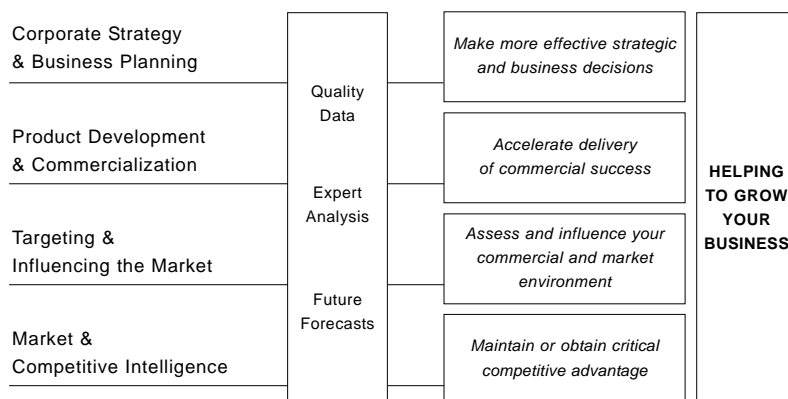 Corporate Strategy
& Business Planning
Product Development
& Commercialization
Targeting &
Influencing the Market
Market &
Competitive Intelligence
Quality
Data
Expert
Analysis
Future
Forecasts
Make more effective strategic
and business decisions
Accelerate delivery
of commercial success
Assess and influence your
commercial and market
environment
Maintain or obtain critical
competitive advantage
HELPING
TO GROW
YOUR
BUSINESS